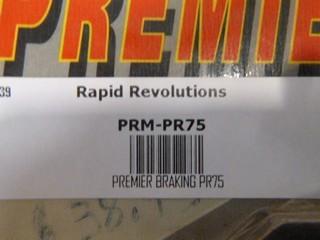 PREMIE
39
Rapid Revolutions
PRM-PR75
PREMIER BRAKING PR75